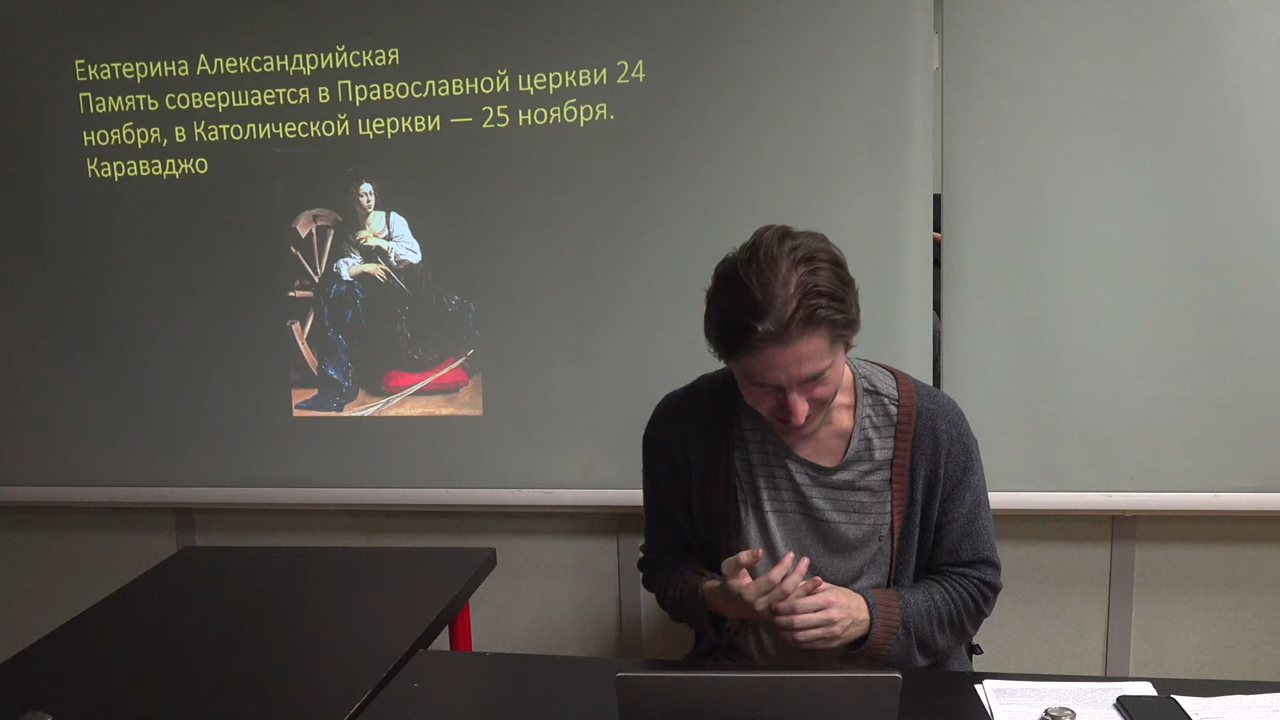 Екатерина Александрийская
Память совершается в Православной церкви 24
ноября, в Католической церкви — 25 ноября.
Караваджо